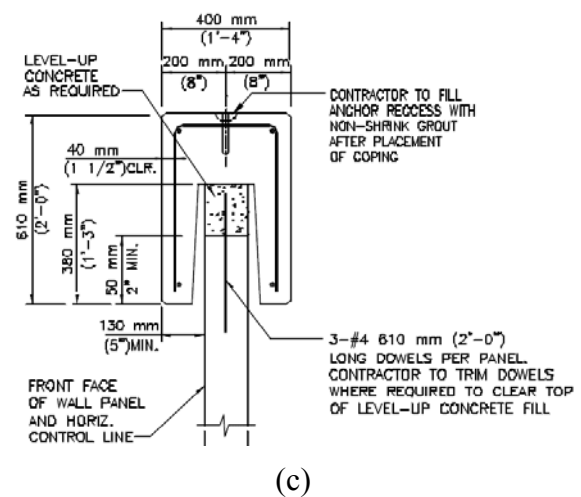 400 mm
(1'-4")
LEVEL-UP
CONCRETE
AS REQUIRED
200 mm
(8")
200 mm
(8")
CONTRACTOR TO FILL
ANCHOR RECCESS WITH
NON-SHRINK GROUT
AFTER PLACEMENT
OF COPING
40 mm
(1 1/2")CLR.
610 mm
(2'-0")
380 mm
(1'-3")
50 mm
2" MIN.
130 mm
(5")MIN.
3-#4 610 mm (2'-0")
LONG DOWELS PER PANEL.
CONTRACTOR TO TRIM DOWELS
WHERE REQUIRED TO CLEAR TOP
OF LEVEL-UP CONCRETE FILL
FRONT FACE
OF WALL PANEL
AND HORIZ.
CONTROL LINE
(c)